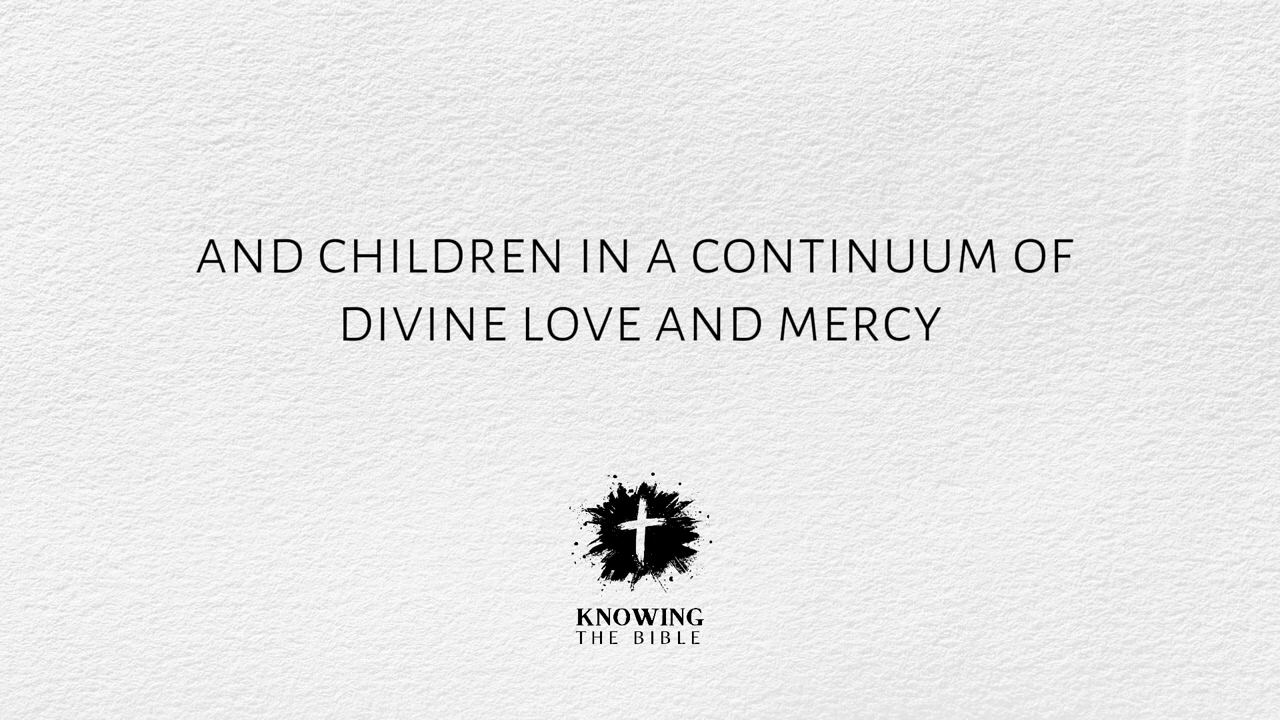 AND CHILDREN IN A CONTINUUM OF
DIVINE LOVE AND MERCY
KNOWING
THE BIBLE